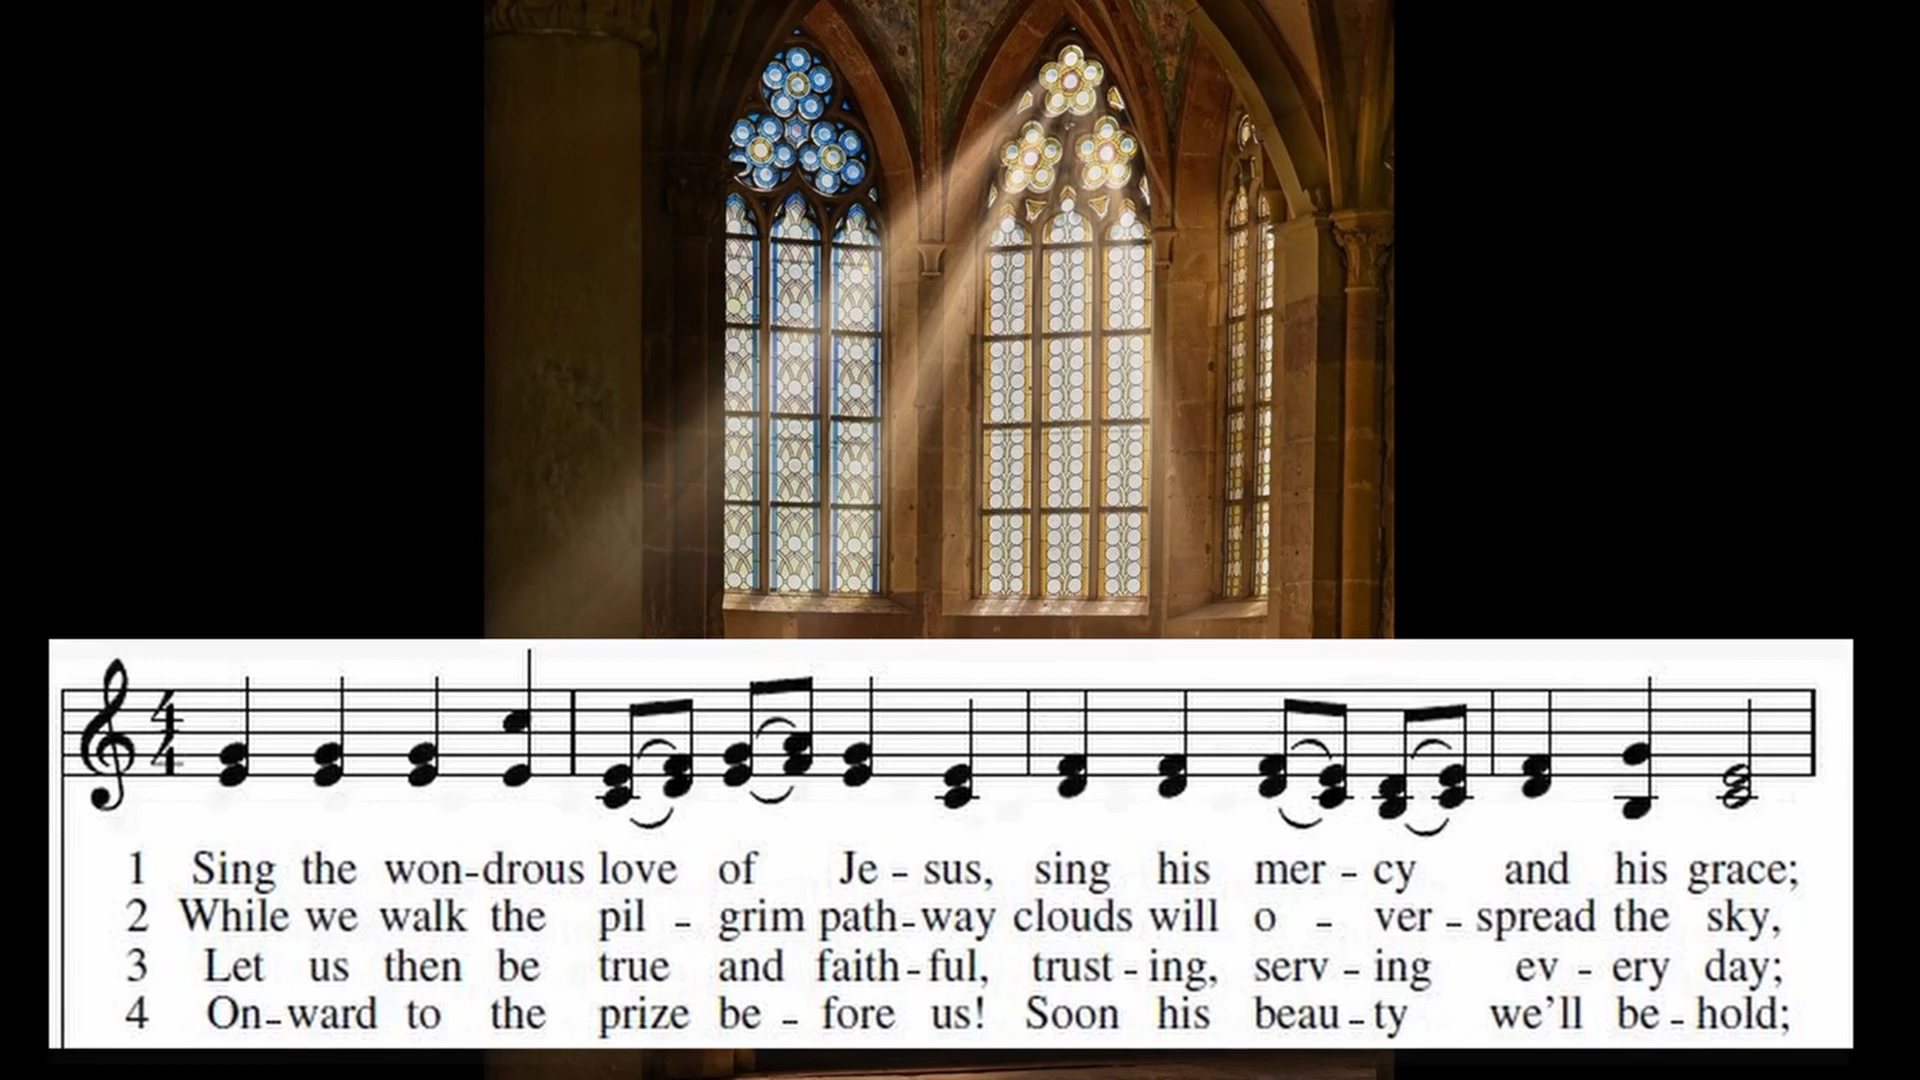 4
4
1 Sing the won-drous love of Je - sus, sing his mer - cy and his grace;
2 While we walk the pil - grim path-way clouds will o - ver - spread the sky,
3 Let us then be true and faith-ful, trust-ing, serv - ing ev - ery day;
4 On-ward to the prize be - fore us! Soon his beau-ty we'll be-hold;